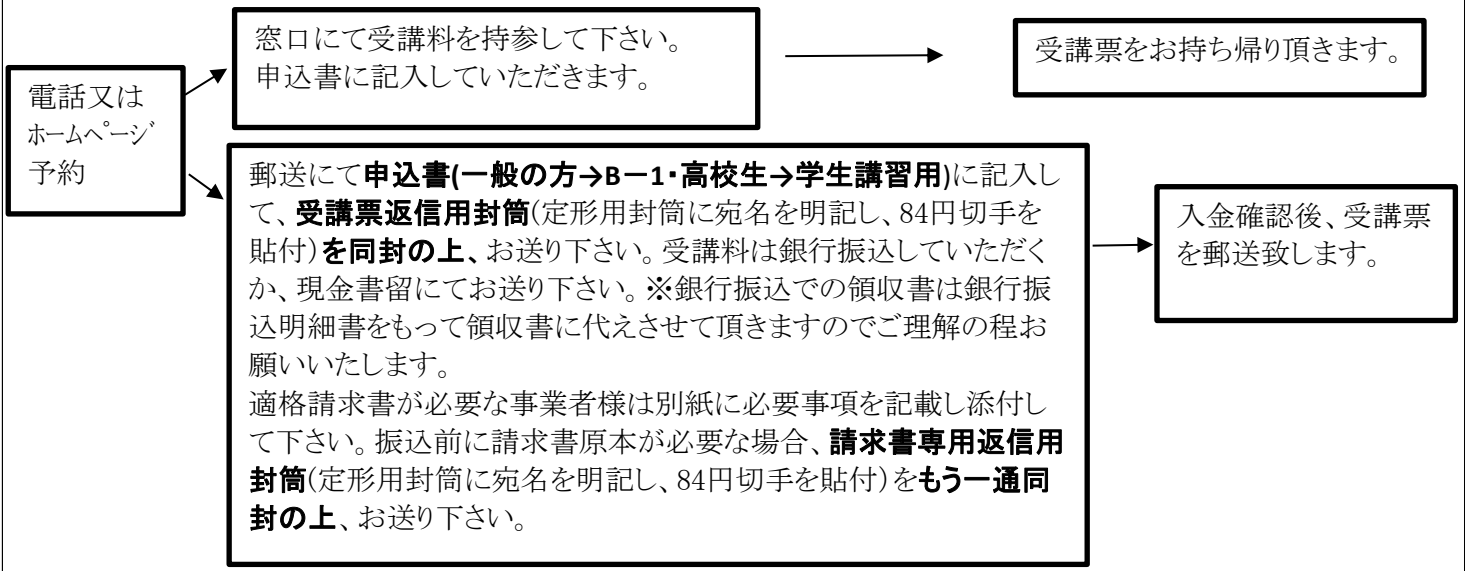 電話又は
ホームページ
予約
窓口にて受講料を持参して下さい。
申込書に記入していただきます。
受講票をお持ち帰り頂きます。
郵送にて申込書(一般の方→B－1・高校生→学生講習用)に記入し
て、受講票返信用封筒(定形用封筒に宛名を明記し、84円切手を
貼付)を同封の上、お送り下さい。受講料は銀行振込していただく
か、現金書留にてお送り下さい。※銀行振込での領収書は銀行振
込明細書をもって領収書に代えさせて頂きますのでご理解の程お
願いいたします。
適格請求書が必要な事業者様は別紙に必要事項を記載し添付し
て下さい。振込前に請求書原本が必要な場合、請求書専用返信用
封筒(定形用封筒に宛名を明記し、84円切手を貼付)をもう一通同
封の上、お送り下さい。
入金確認後、受講票
を郵送致します。